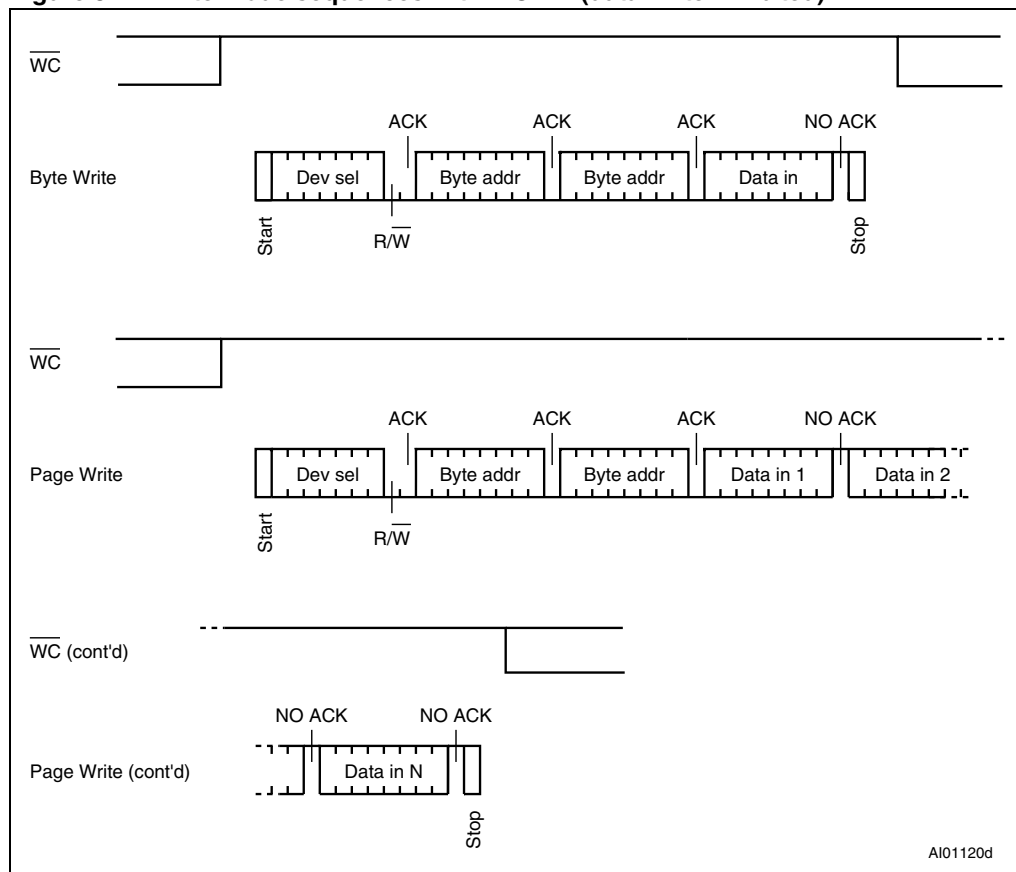 WC
ACK ACK ACK NO ACK
Byte Write Dev sel Byte addr Byte addr Data in
Start R/W Stop
WC
ACK ACK ACK NO ACK
Page Write Dev sel Byte addr Byte addr Data in 1 Data in 2
Start R/W
WC (cont'd)
NO ACK NO ACK
Page Write (cont'd) Data in N
Stop
AI01120d